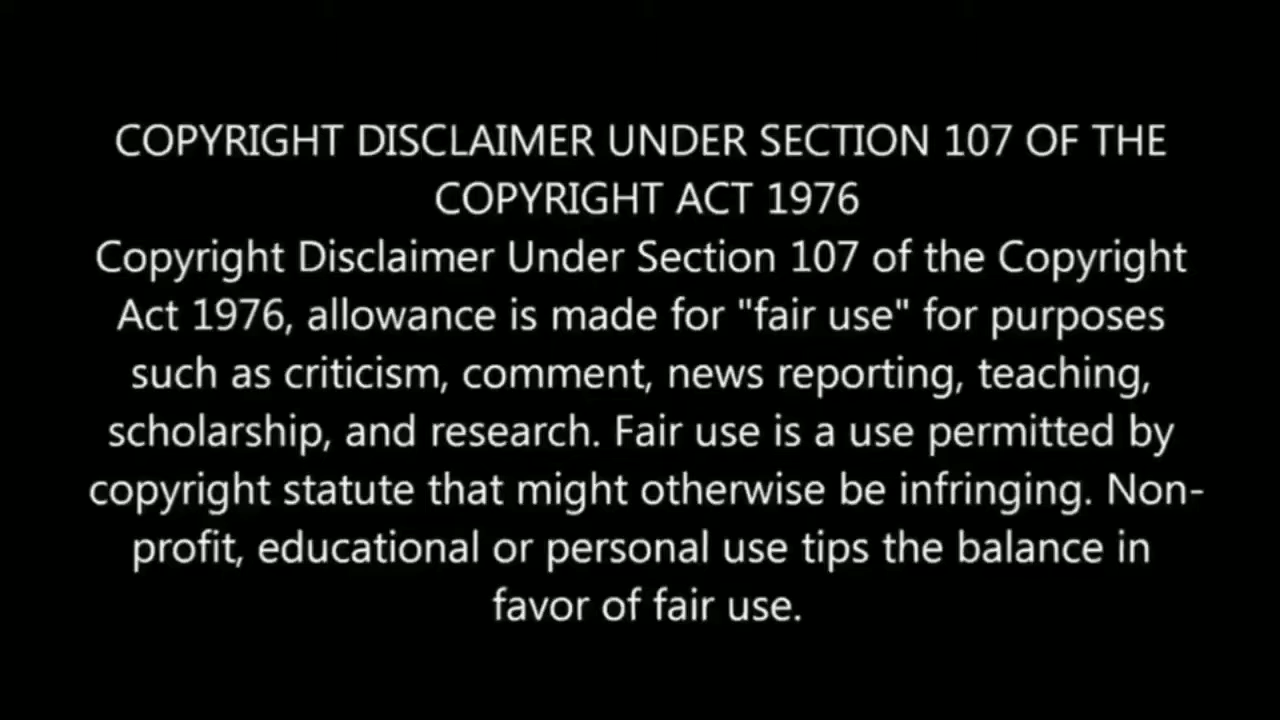 COPYRIGHT DISCLAIMER UNDER SECTION 107 OF THE
COPYRIGHT ACT 1976
Copyright Disclaimer Under Section 107 of the Copyright
Act 1976, allowance is made for "fair use" for purposes
such as criticism, comment, news reporting, teaching,
scholarship, and research. Fair use is a use permitted by
copyright statute that might otherwise be infringing. Non-
profit, educational or personal use tips the balance in
favor of fair use.